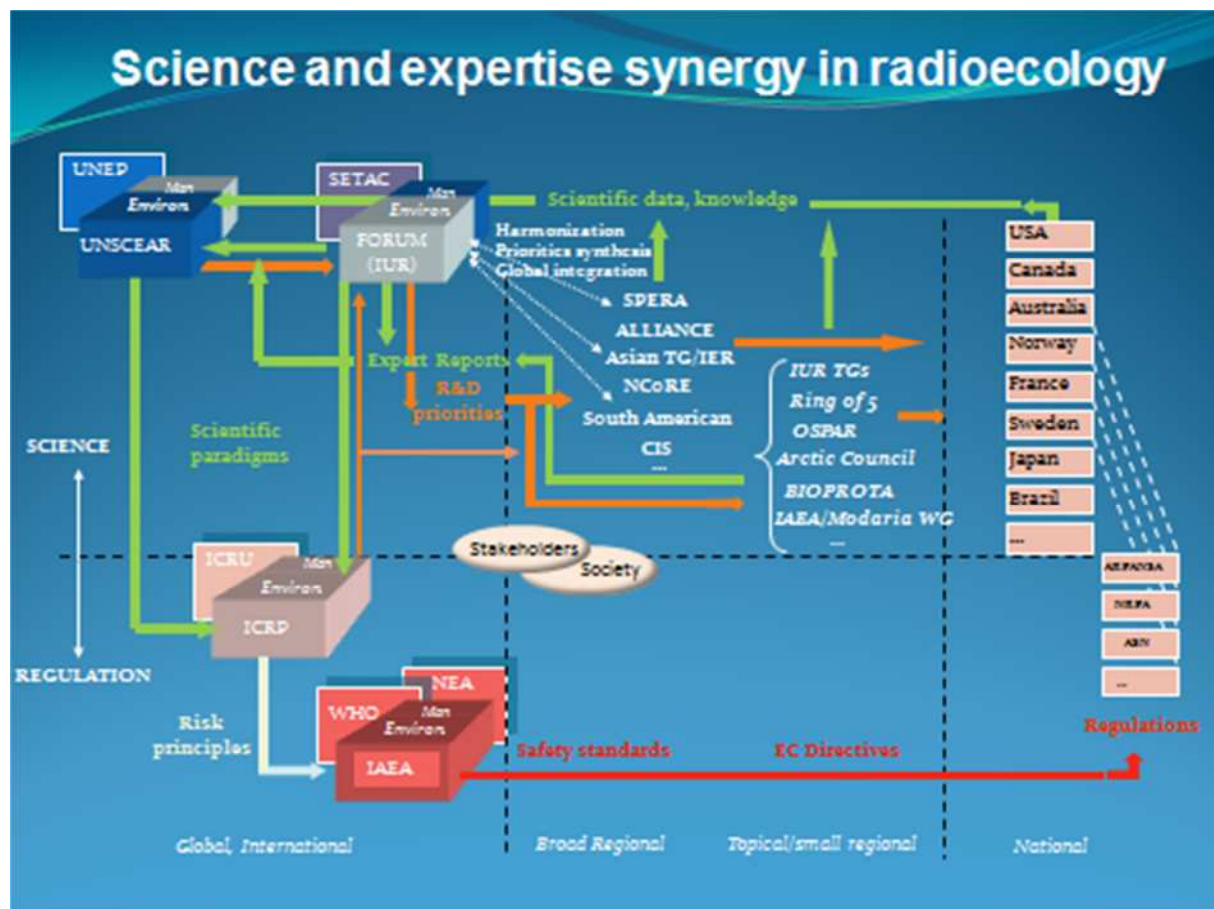 Science and expertise synergy in radioecology
UNEP
Man
Environ.
UNSCEAR
SETAC
Man
Environ.
FORUM
(IUR)
Scientific data, knowledge
Harmonization
Priorities synthesis
Global integration
SPERA
ALLIANCE
Asian TG/IER
NCoRE
South American
CIS
...
Expert Reports
R&D
priorities
Scientific
paradigms
IUR TGs
Ring of 5
OSPAR
Arctic Council
BIOPROTA
IAEA/Modaria WG
...
USA
Canada
Australia
Norway
France
Sweden
Japan
Brazil
...
SCIENCE
REGULATION
Stakeholders
Society
ICRU
Man
Environ.
ICRP
ARPANSA
...
Regulations
Risk
principles
NEA
WHO
Man
Environ.
IAEA
Safety standards
EC Directives
Global, International
Broad Regional
Topical/small regional
National